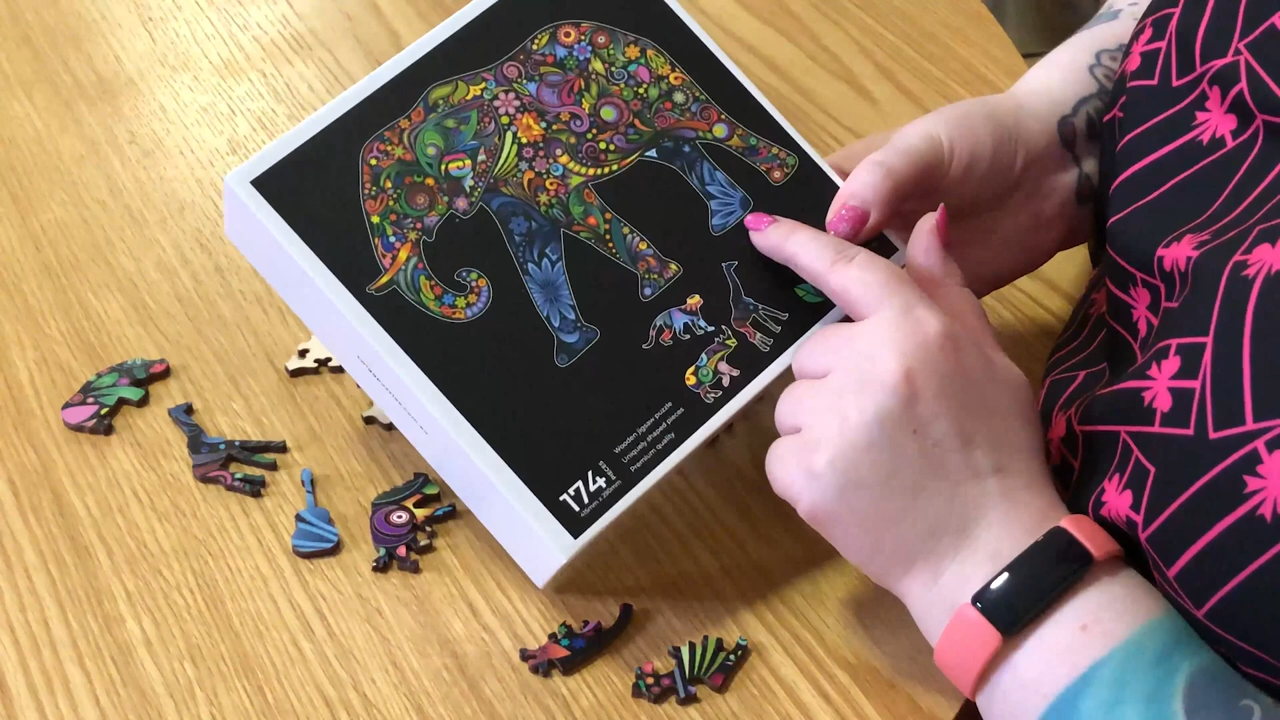 Wooden jigsaw puzzle
Uniquely shaped pieces
Premium quality
174 PIECES